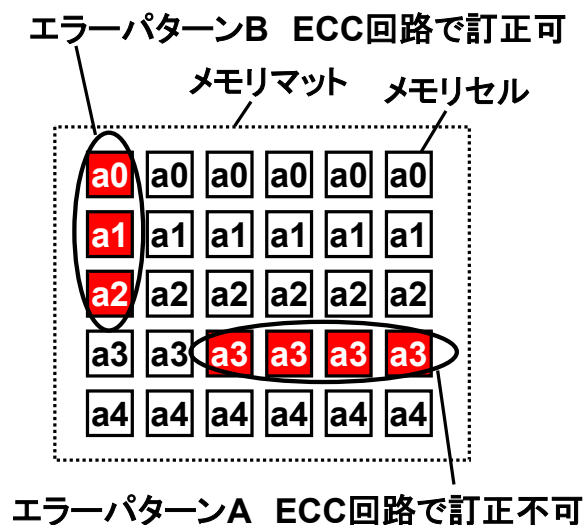 エラーパターンB ECC回路で訂正可
メモリマット メモリセル
a0 a0 a0 a0 a0 a0
a1 a1 a1 a1 a1 a1
a2 a2 a2 a2 a2 a2
a3 a3 a3 a3 a3 a3
a4 a4 a4 a4 a4 a4
エラーパターンA ECC回路で訂正不可